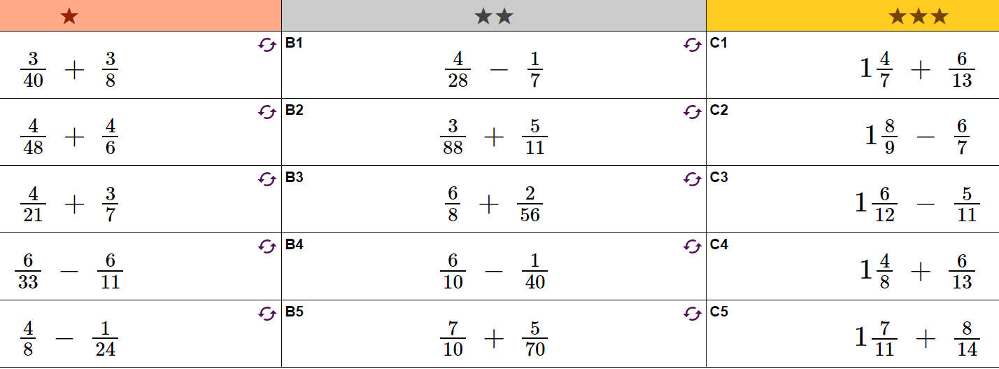 ★ ★★ ★★★
3/40 + 3/8 B1 4/28 − 1/7 C1 1 4/7 + 6/13
4/48 + 4/6 B2 3/88 + 5/11 C2 1 8/9 − 6/7
4/21 + 3/7 B3 6/8 + 2/56 C3 1 6/12 − 5/11
6/33 − 6/11 B4 6/10 − 1/40 C4 1 4/8 + 6/13
4/8 − 1/24 B5 7/10 + 5/70 C5 1 7/11 + 8/14